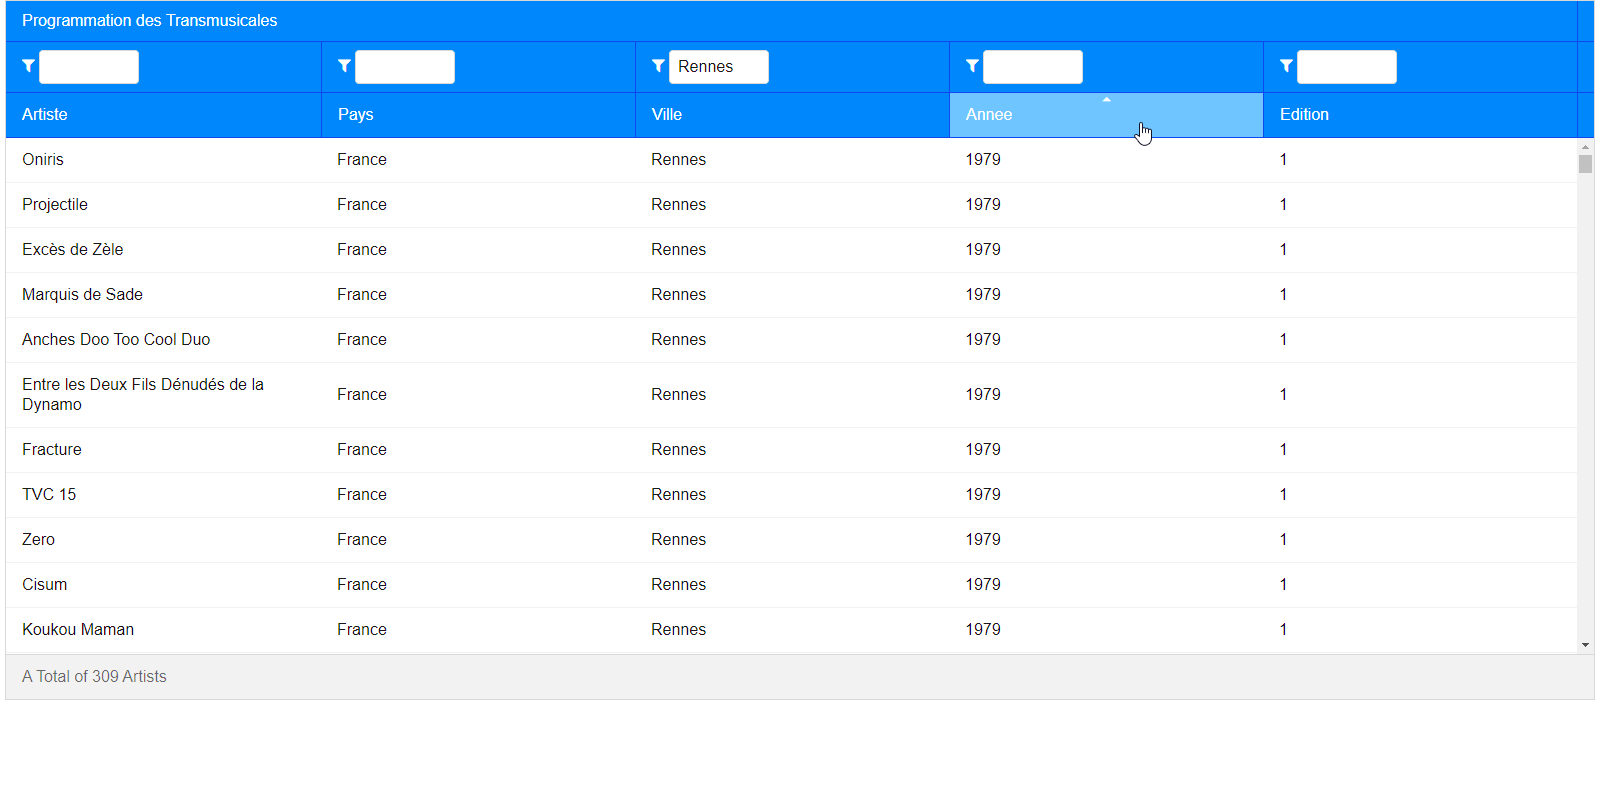 Programmation des Transmusicales
Rennes
Artiste Pays Ville Annee Edition
Oniris France Rennes 1979 1
Projectile France Rennes 1979 1
Excès de Zèle France Rennes 1979 1
Marquis de Sade France Rennes 1979 1
Anches Doo Too Cool Duo France Rennes 1979 1
Entre les Deux Fils Dénudés de la
Dynamo France Rennes 1979 1
Fracture France Rennes 1979 1
TVC 15 France Rennes 1979 1
Zero France Rennes 1979 1
Cisum France Rennes 1979 1
Koukou Maman France Rennes 1979 1
A Total of 309 Artists